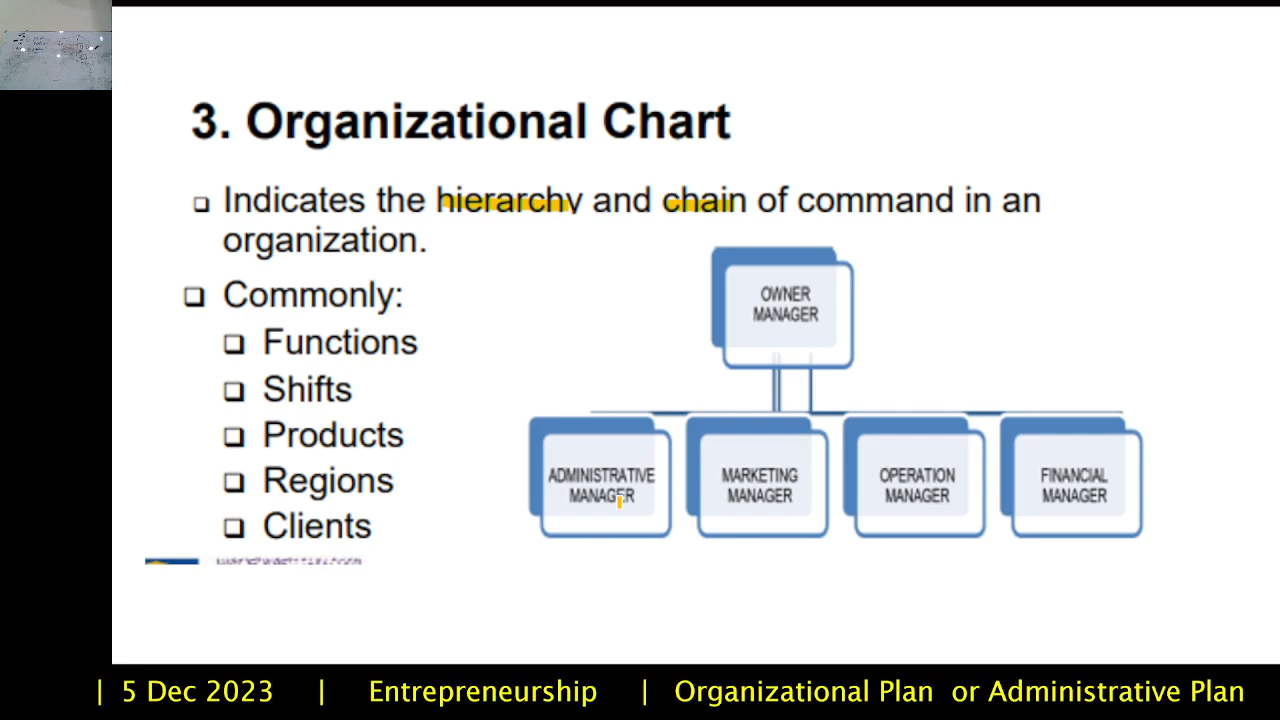 3. Organizational Chart
Indicates the hierarchy and chain of command in an
organization.
Commonly:
Functions
Shifts
Products
Regions
Clients
OWNER
MANAGER
ADMINISTRATIVE
MANAGER
MARKETING
MANAGER
OPERATION
MANAGER
FINANCIAL
MANAGER
| 5 Dec 2023 | Entrepreneurship | Organizational Plan or Administrative Plan